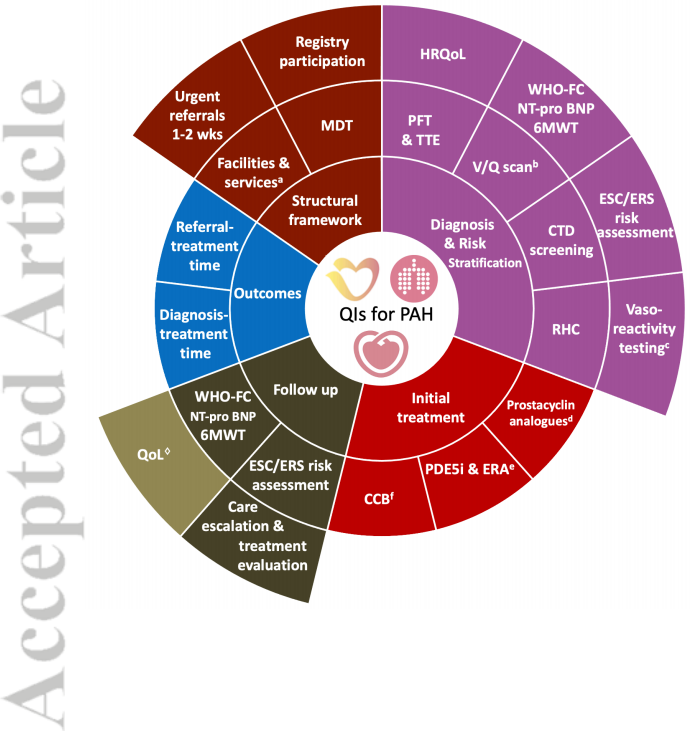 Accepted Article
Registry
participation
HRQoL
Urgent
referrals
1-2 wks
WHO-FC
NT-pro BNP
6MWT
MDT
PFT
& TTE
Facilities &
servicesᵃ
V/Q scanᵇ
Structural
framework
ESC/ERS
risk
assessment
Referral-
treatment
time
Diagnosis
& Risk
Stratification
CTD
screening
Outcomes
QIs for PAH
Diagnosis-
treatment
time
RHC
Vaso-
reactivity
testingᶜ
Follow up
Initial
treatment
WHO-FC
NT-pro BNP
6MWT
Prostacyclin
analoguesᵈ
QoL◊
ESC/ERS risk
assessment
PDE5i & ERAᵉ
CCBᶠ
Care
escalation &
treatment
evaluation